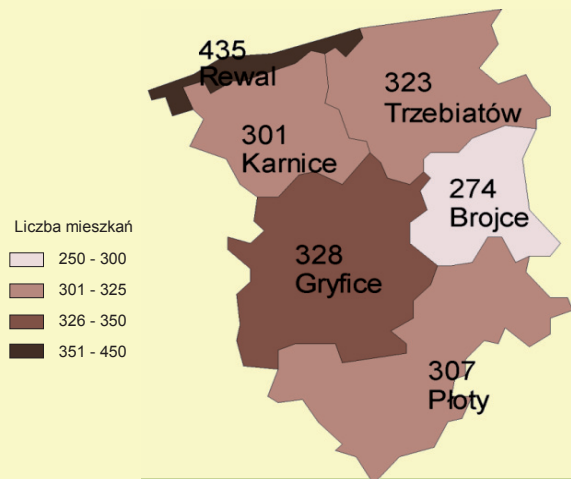 435
Rewal
323
Trzebiatów
301
Karnice
274
Brojce
Liczba mieszkań
250 - 300
301 - 325
326 - 350
351 - 450
328
Gryfice
307
Płoty